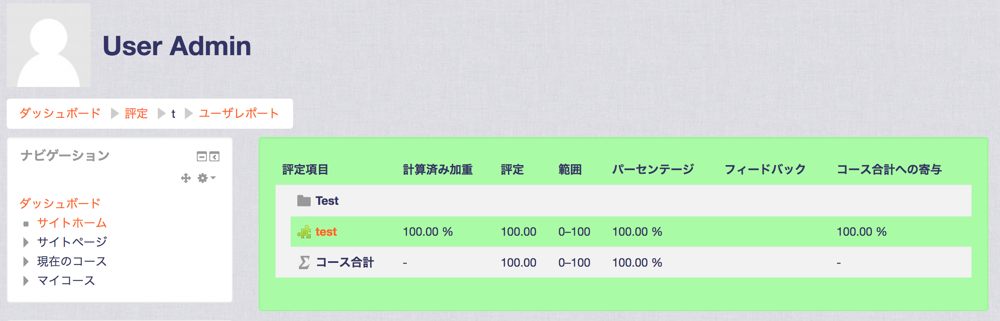 User Admin
ダッシュボード 評定 t ユーザレポート
ナビゲーション
ダッシュボード
サイトホーム
サイトページ
現在のコース
マイコース
評定項目 計算済み加重 評定 範囲 パーセンテージ フィードバック コース合計への寄与
Test
test 100.00 % 100.00 0–100 100.00 % 100.00 %
コース合計 - 100.00 0–100 100.00 % -